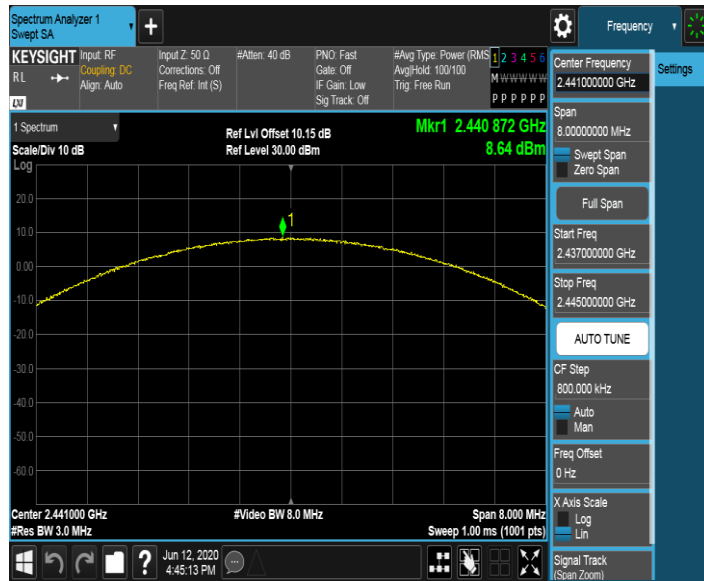 Spectrum Analyzer 1
Swept SA
+
Frequency
KEYSIGHT
RL
LXI
Input: RF
Coupling: DC
Align: Auto
Input Z: 50 Ω
Corrections: Off
Freq Ref: Int (S)
#Atten: 40 dB
PNO: Fast
Gate: Off
IF Gain: Low
Sig Track: Off
#Avg Type: Power (RMS
Avg|Hold: 100/100
Trig: Free Run
1 2 3 4 5 6
M W W W W W
P P P P P P
1 Spectrum
Scale/Div 10 dB
Log
Ref Lvl Offset 10.15 dB
Ref Level 30.00 dBm
Mkr1 2.440 872 GHz
8.64 dBm
20.0
10.0
0.00
-10.0
-20.0
-30.0
-40.0
-50.0
-60.0
1
Center 2.441000 GHz
#Res BW 3.0 MHz
#Video BW 8.0 MHz
Span 8.000 MHz
Sweep 1.00 ms (1001 pts)
Center Frequency
2.441000000 GHz
Settings
Span
8.00000000 MHz
Swept Span
Zero Span
Full Span
Start Freq
2.437000000 GHz
Stop Freq
2.445000000 GHz
AUTO TUNE
CF Step
800.000 kHz
Auto
Man
Freq Offset
0 Hz
X Axis Scale
Log
Lin
Signal Track
(Span Zoom)
?
Jun 12, 2020
4:45:13 PM